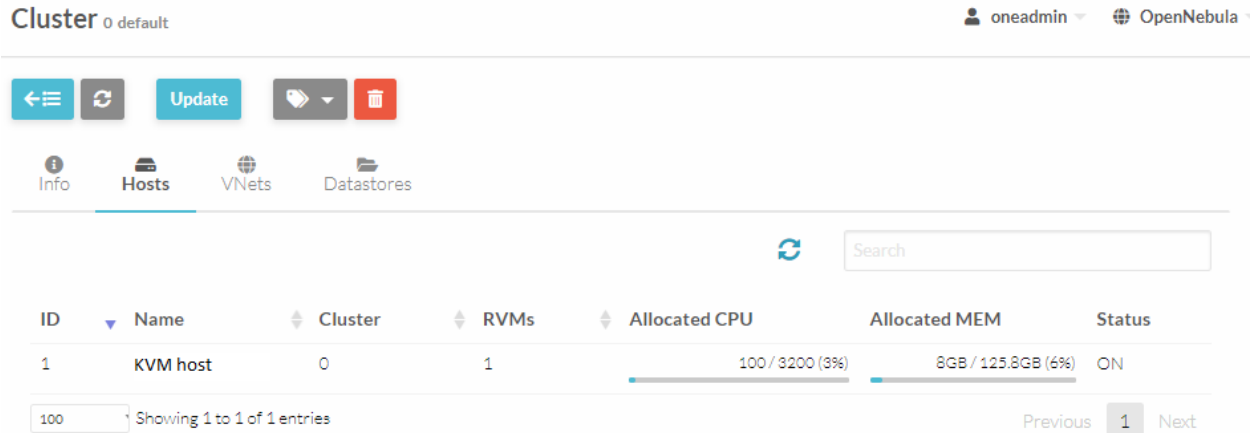 Cluster 0 default oneadmin OpenNebula
Update
Info Hosts VNets Datastores
Search
ID Name Cluster RVMs Allocated CPU Allocated MEM Status
1 KVM host 0 1 100 / 3200 (3%) 8GB / 125.8GB (6%) ON
100 Showing 1 to 1 of 1 entries Previous 1 Next